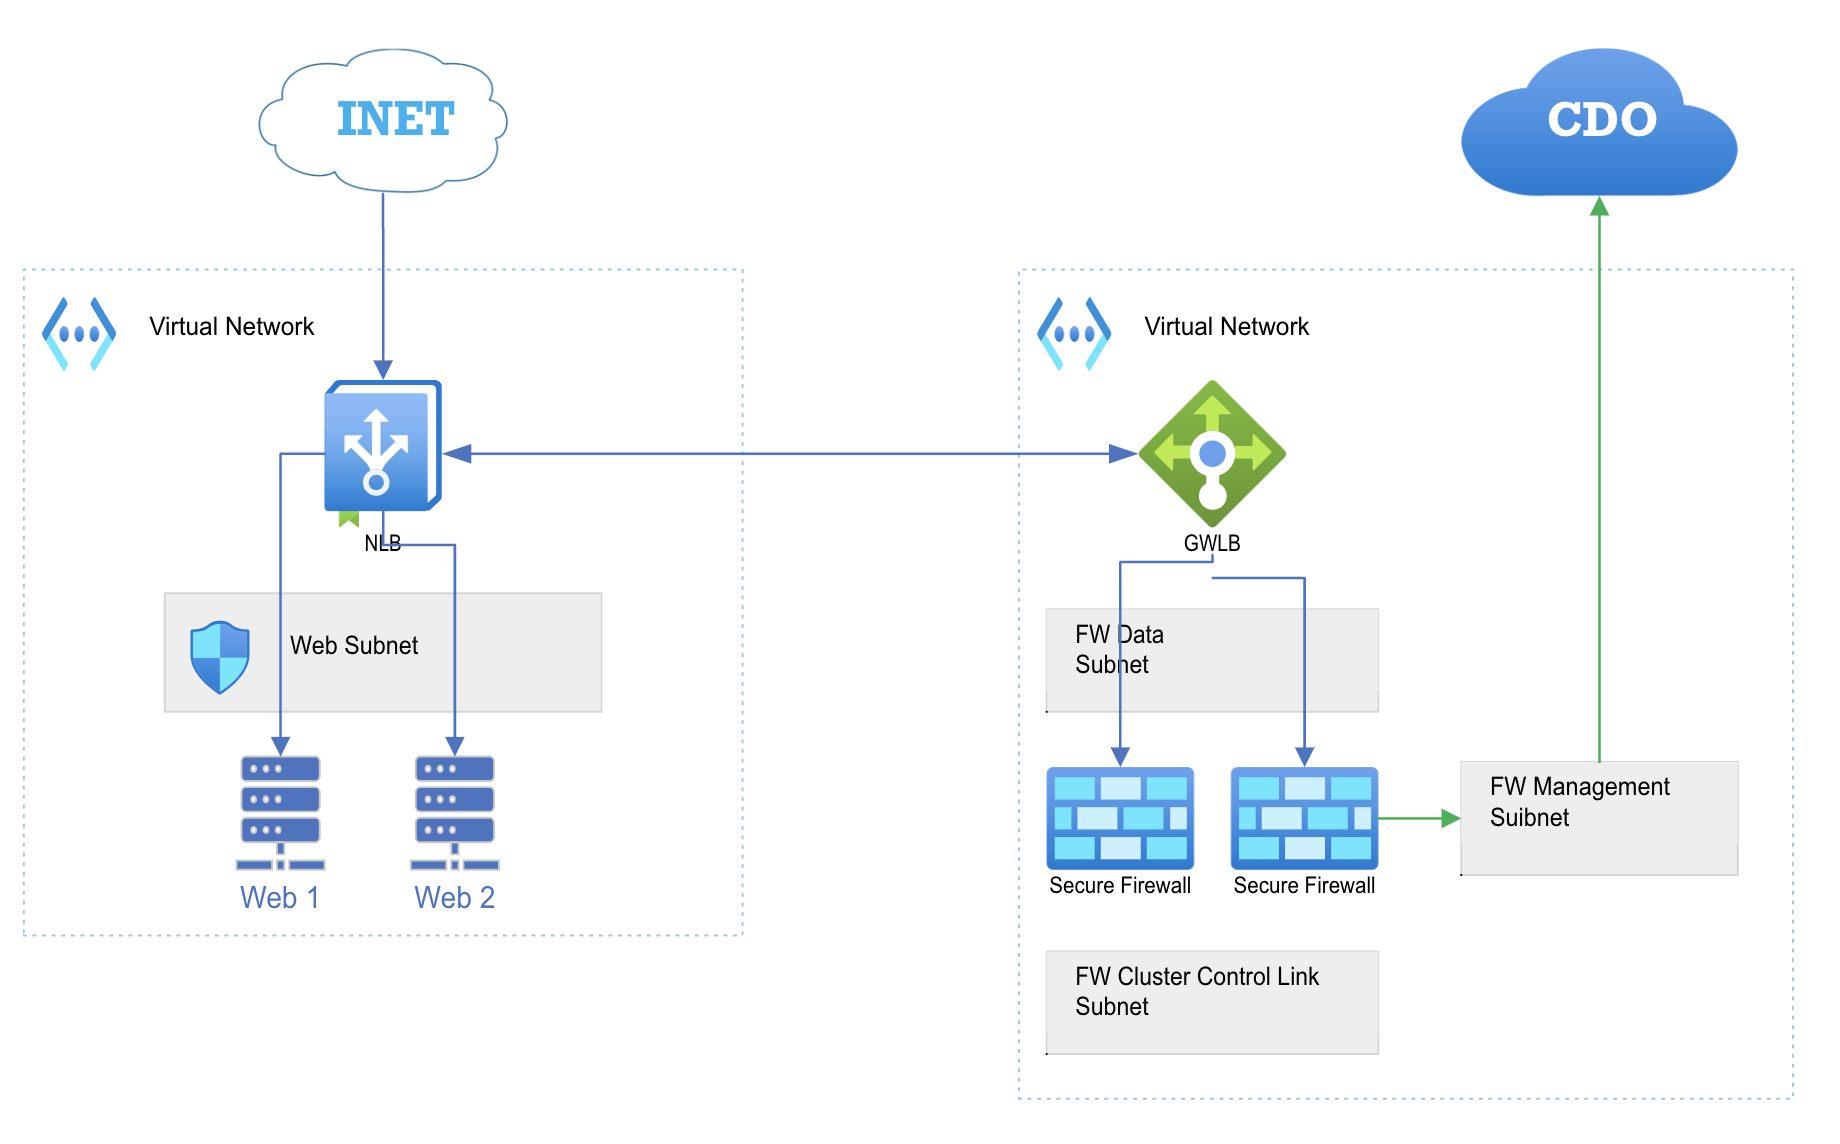 INET
CDO
Virtual Network
Virtual Network
NLB
GWLB
Web Subnet
FW Data
Subnet
FW Management
Suibnet
Secure Firewall
Secure Firewall
Web 1
Web 2
FW Cluster Control Link
Subnet